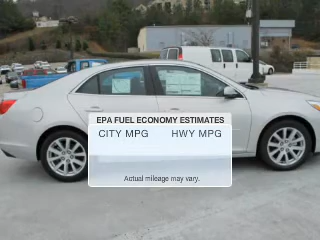 EPA FUEL ECONOMY ESTIMATES
CITY MPG HWY MPG
Actual mileage may vary.